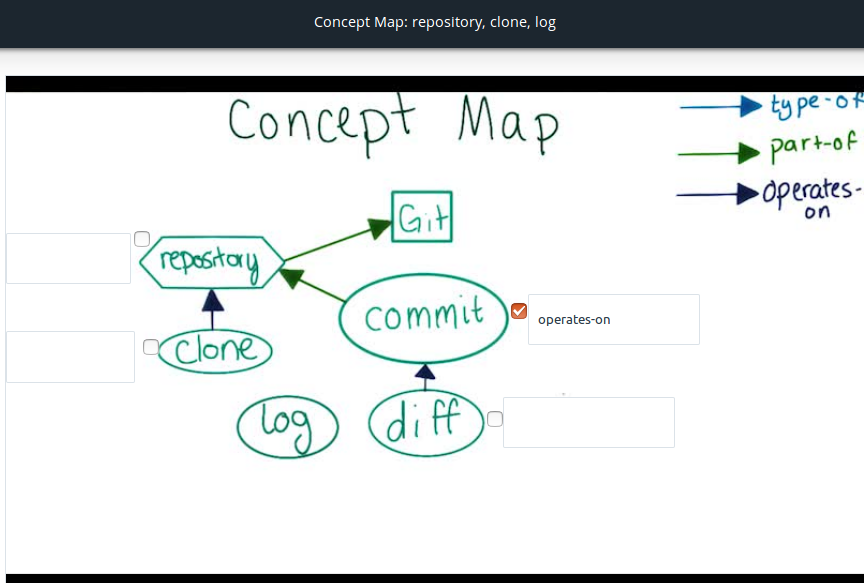 Concept Map: repository, clone, log
Concept Map
type-of
part-of
operates-
on
Git
repository
commit
operates-on
clone
log
diff